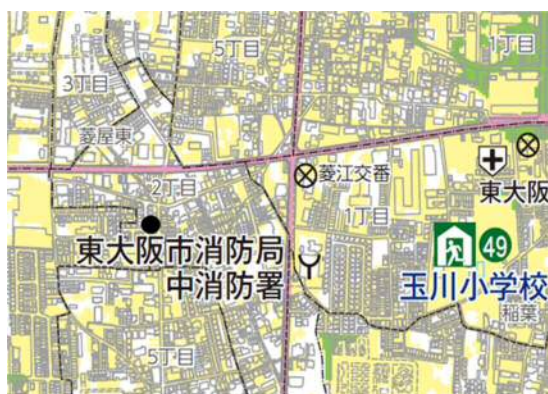 5丁目
1丁目
3丁目
菱屋東
2丁目
菱江交番
東大阪
1丁目
東大阪市消防局
中消防署
49
玉川小学校
稲葉
5丁目